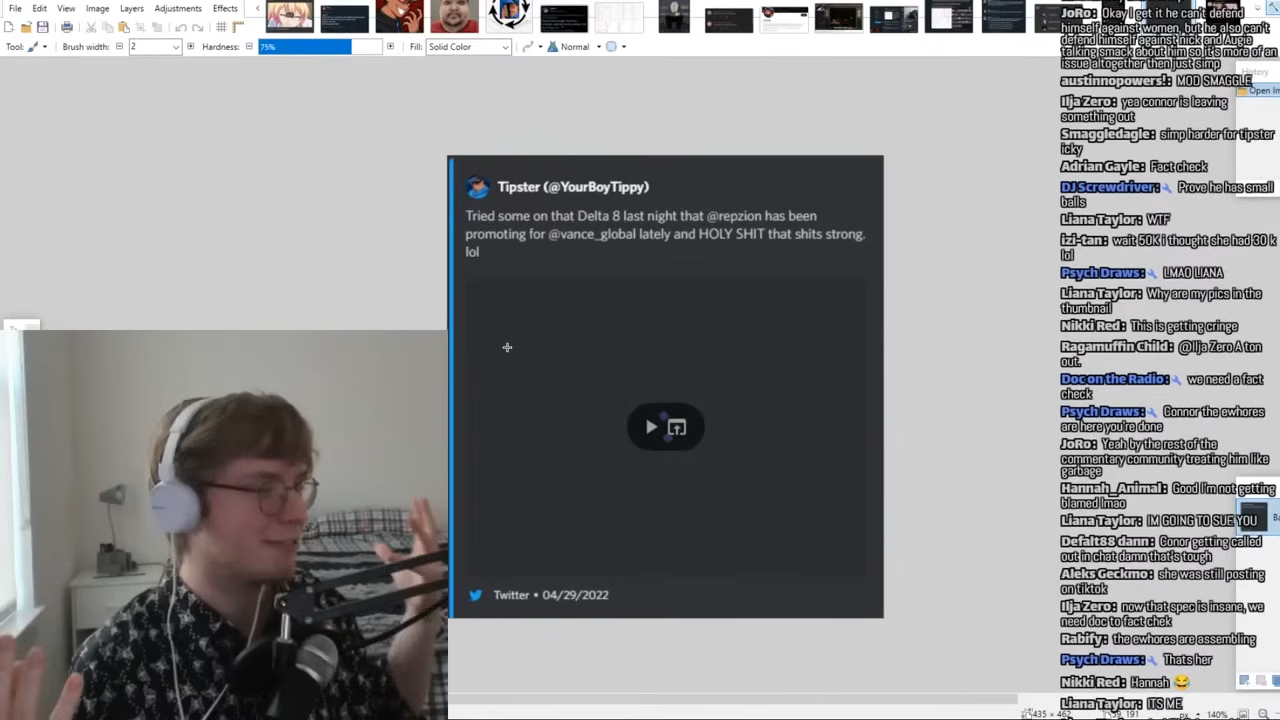 File Edit View Image Layers Adjustments Effects
Tool: Brush width: 2 Hardness: 75% Fill: Solid Color Normal
History
Open Im
Tipster (@YourBoyTippy)
Tried some on that Delta 8 last night that @repzion has been
promoting for @vance_global lately and HOLY SHIT that shits strong.
lol
Twitter • 04/29/2022
JoRo: Okay I get it he cant defend
himself against women, but he also can't
defend himself against nick and Augie
talking smack about him so it's more of an
issue altogether then just simp
austinnopowers!: MOD SMAGGLE
Ilja Zero: yea connor is leaving
something out
Smaggledagle: simp harder for tipster
icky
Adrian Gayle: Fact check
DJ Screwdriver: Prove he has small
balls
Liana Taylor: WTF
izi-tan: wait 50K i thought she had 30 k
lol
Psych Draws: LMAO LIANA
Liana Taylor: Why are my pics in the
thumbnail
Nikki Red: This is getting cringe
Ragamuffin Child: @Ilja Zero A ton
out.
Doc on the Radio: we need a fact
check
Psych Draws: Connor the ewhores
are here you're done
JoRo: Yeah by the rest of the
commentary community treating him like
garbage
Hannah_Animal: Good I'm not getting
blamed lmao
Liana Taylor: IM GOING TO SUE YOU
Defalt88 dann: Conor getting called
out in chat damn that's tough
Aleks Geckmo: she was still posting
on tiktok
Ilja Zero: now that spec is insane, we
need doc to fact chek
Rabify: the ewhores are assembling
Psych Draws: Thats her
Nikki Red: Hannah 😂
Liana Taylor: ITS ME
435 × 462 px 140%